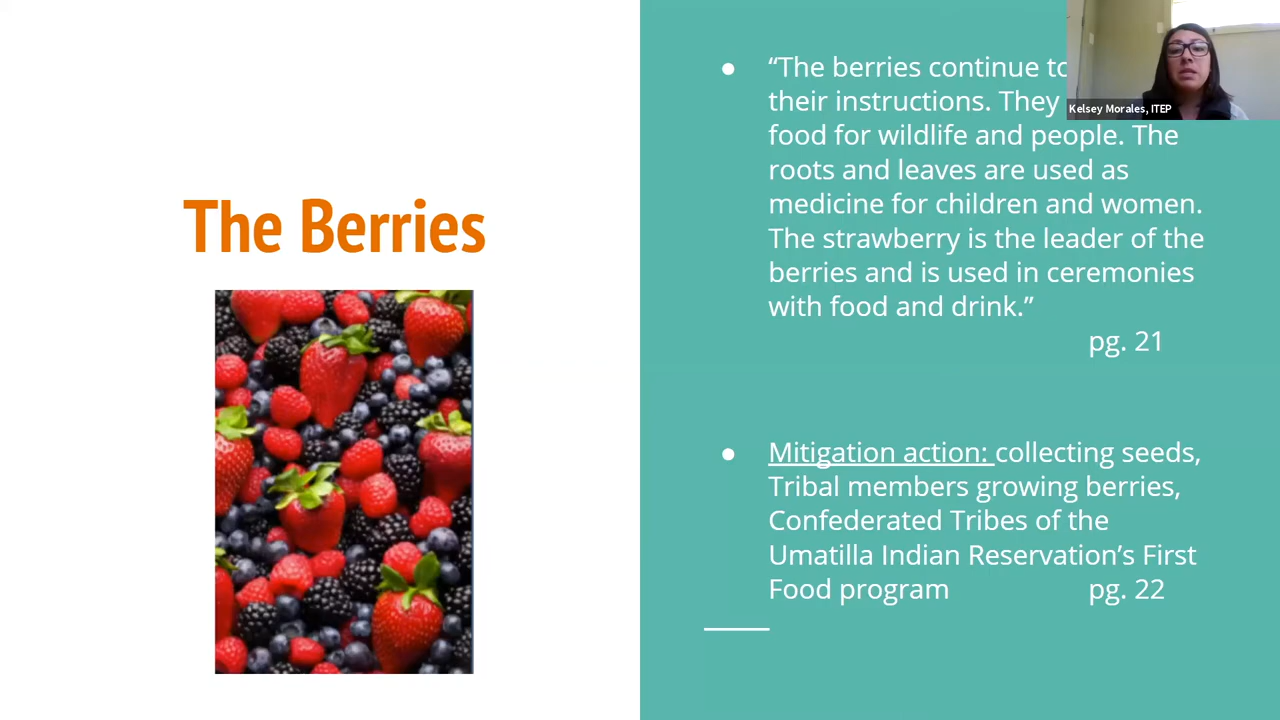 The Berries
“The berries continue to
their instructions. They
food for wildlife and people. The
roots and leaves are used as
medicine for children and women.
The strawberry is the leader of the
berries and is used in ceremonies
with food and drink.”
pg. 21
Mitigation action: collecting seeds,
Tribal members growing berries,
Confederated Tribes of the
Umatilla Indian Reservation’s First
Food program pg. 22
Kelsey Morales, ITEP